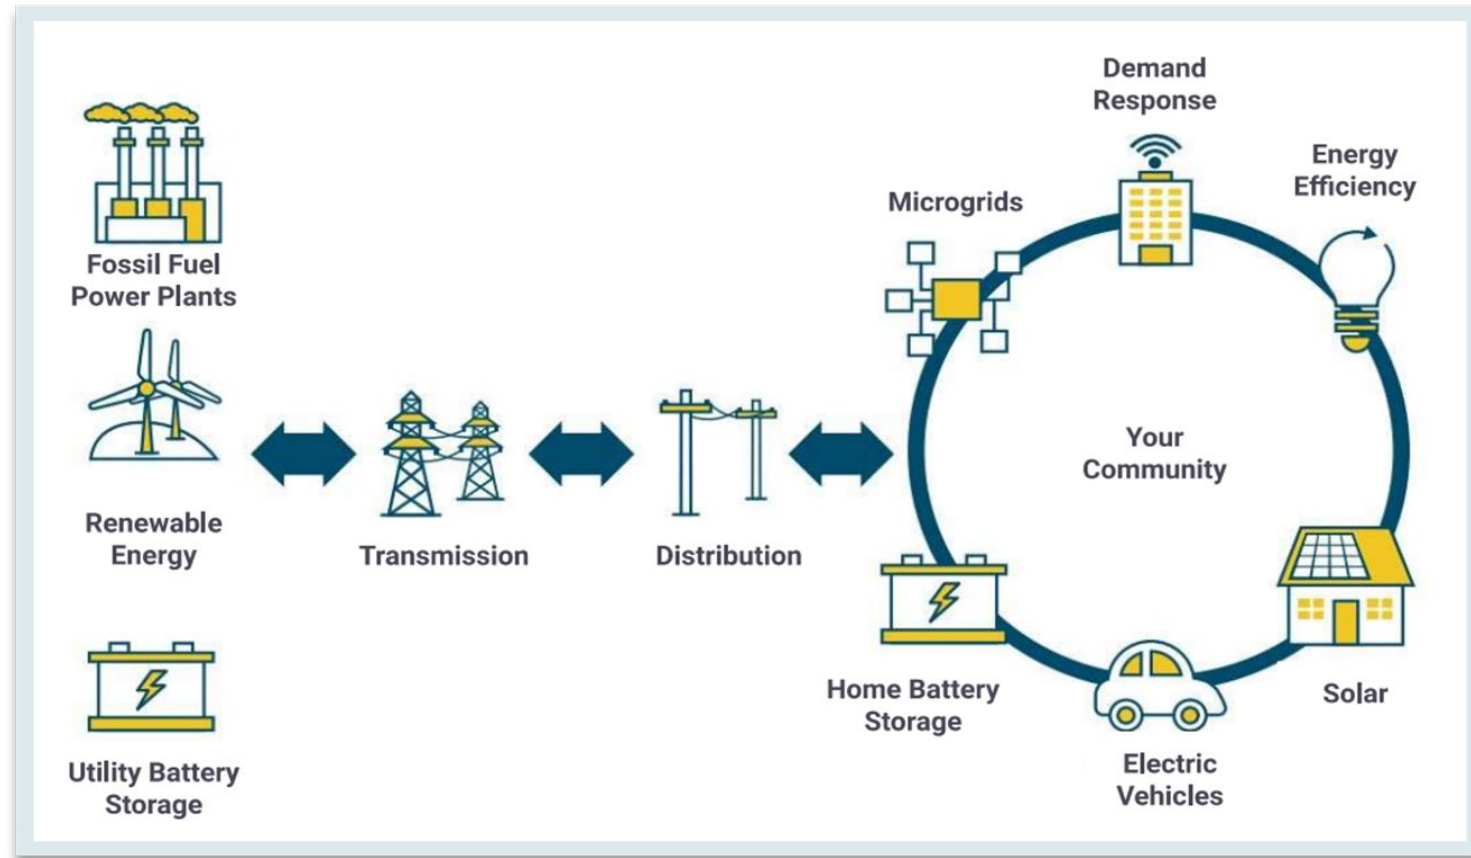 Fossil Fuel
Power Plants
Renewable
Energy
Utility Battery
Storage
Transmission
Distribution
Microgrids
Demand
Response
Energy
Efficiency
Your
Community
Home Battery
Storage
Electric
Vehicles
Solar